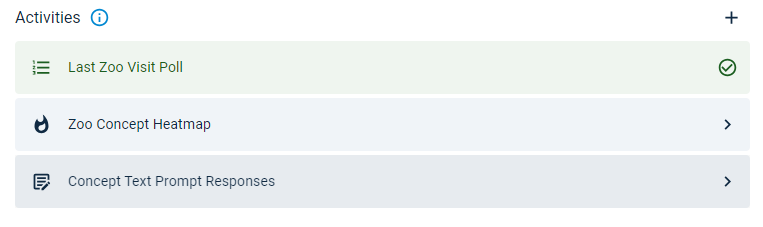 Activities
Last Zoo Visit Poll
Zoo Concept Heatmap
Concept Text Prompt Responses